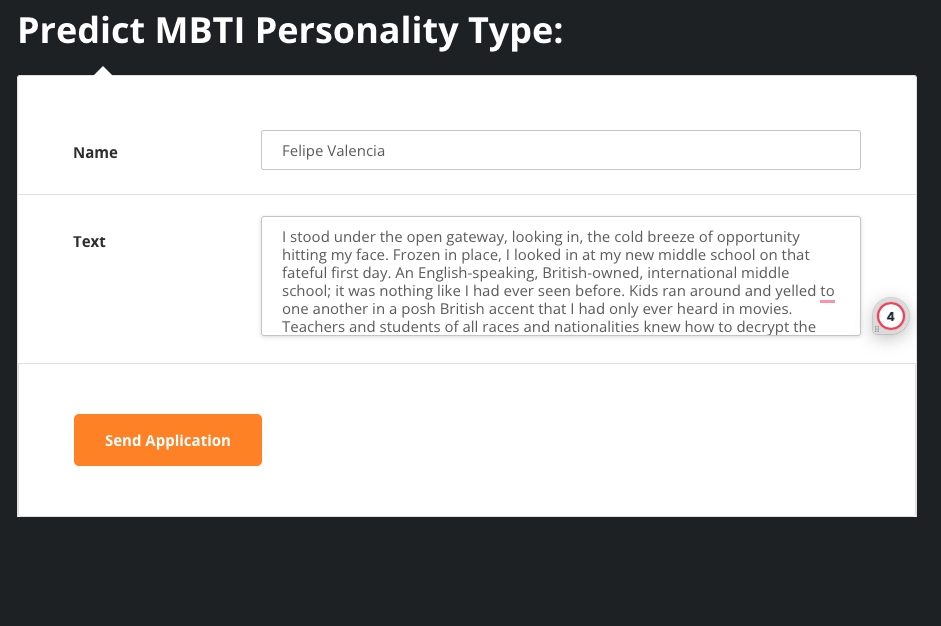 Predict MBTI Personality Type:
Name
Felipe Valencia
Text
I stood under the open gateway, looking in, the cold breeze of opportunity
hitting my face. Frozen in place, I looked in at my new middle school on that
fateful first day. An English-speaking, British-owned, international middle
school; it was nothing like I had ever seen before. Kids ran around and yelled to
one another in a posh British accent that I had only ever heard in movies.
Teachers and students of all races and nationalities knew how to decrypt the
4
Send Application